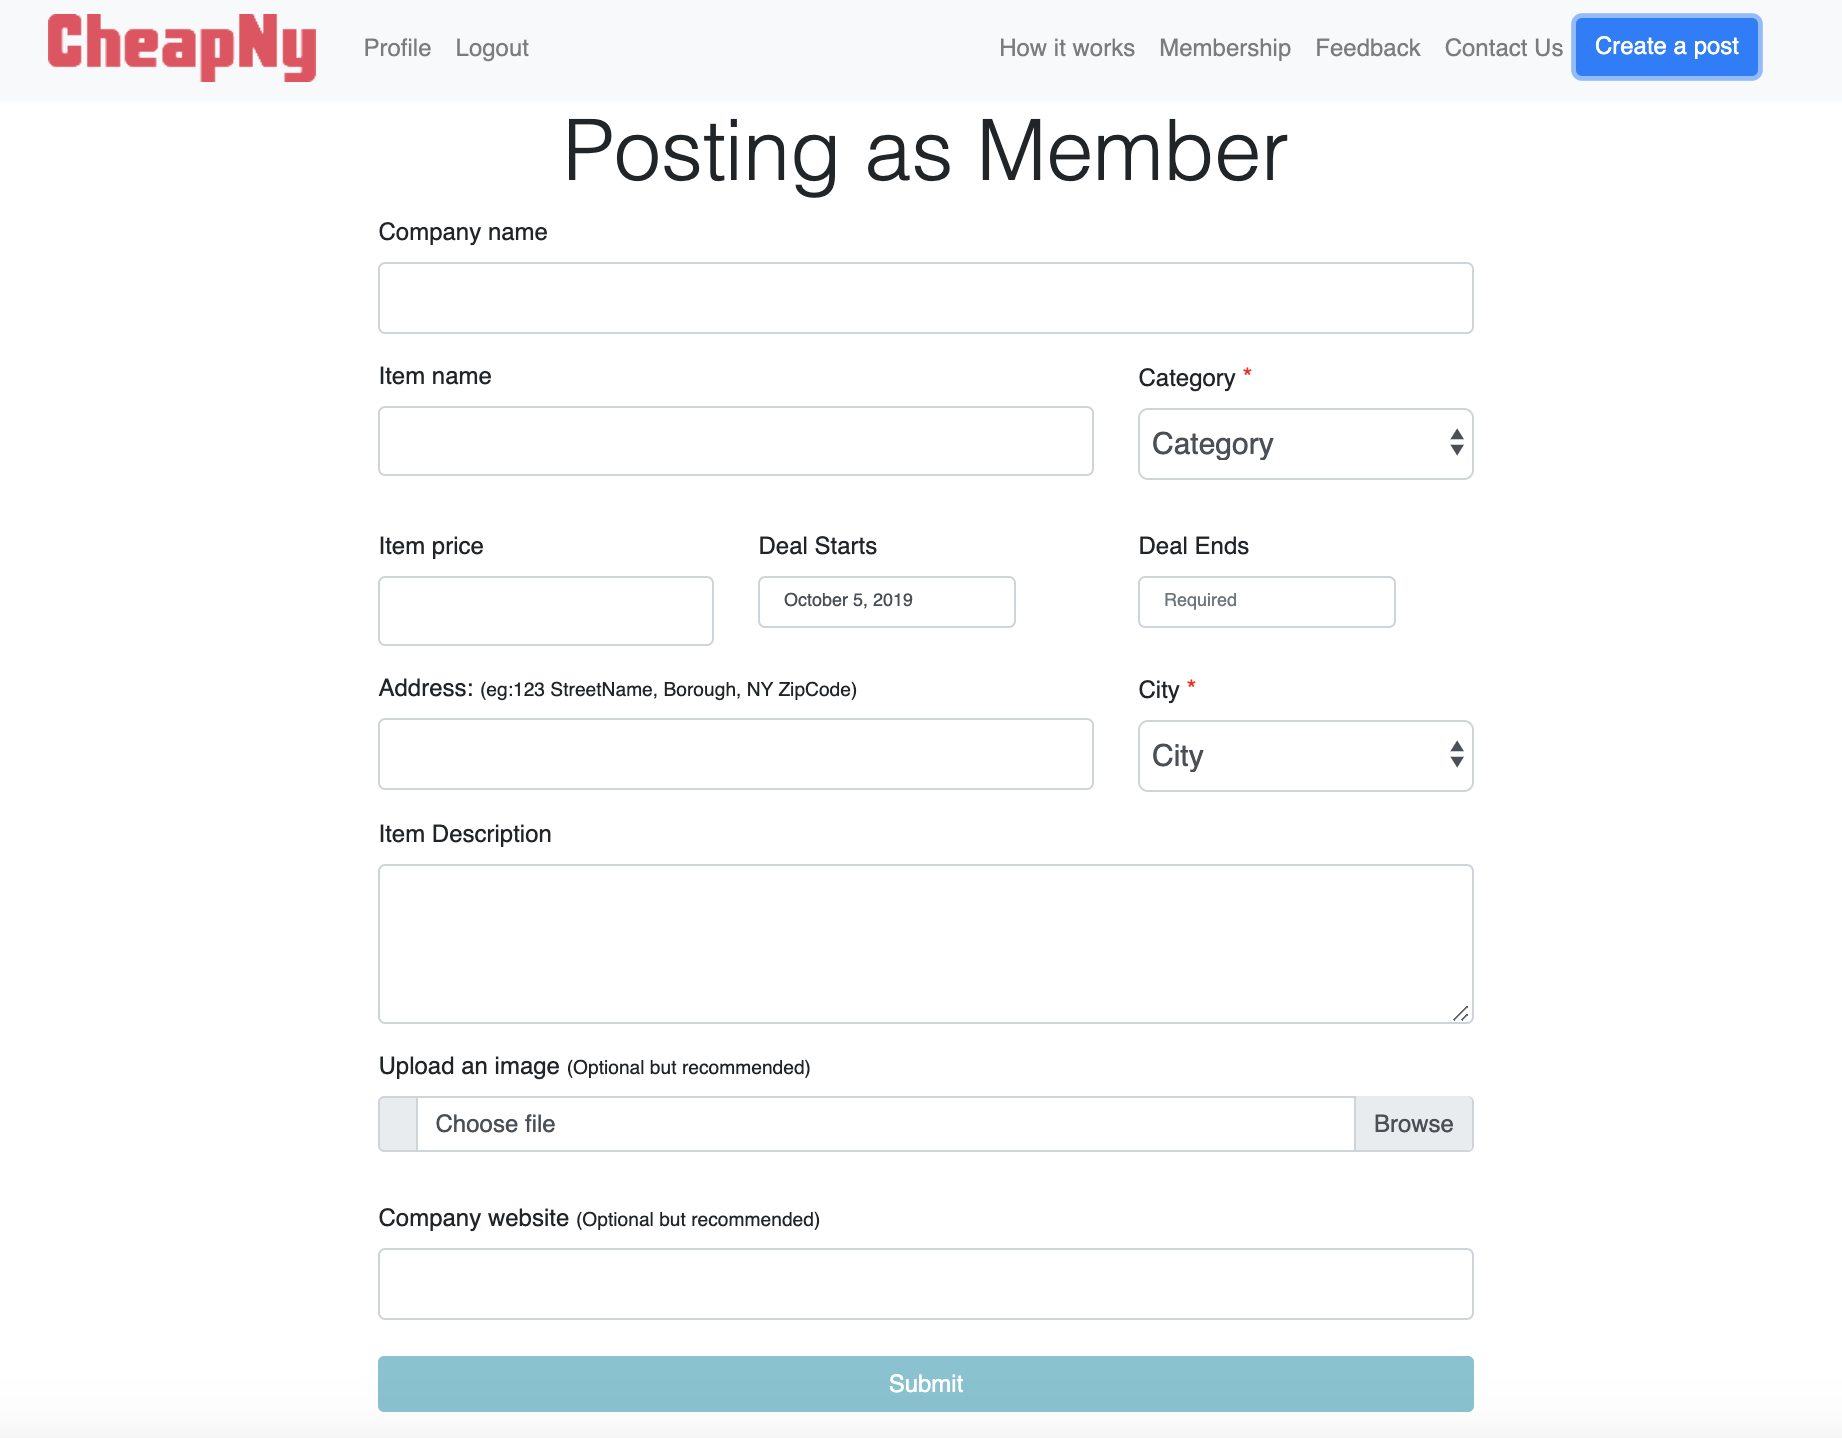 CheapNy Profile Logout How it works Membership Feedback Contact Us Create a post
Posting as Member
Company name
Item name Category *
Category
Item price Deal Starts Deal Ends
October 5, 2019 Required
Address: (eg:123 StreetName, Borough, NY ZipCode) City *
City
Item Description
Upload an image (Optional but recommended)
Choose file Browse
Company website (Optional but recommended)
Submit